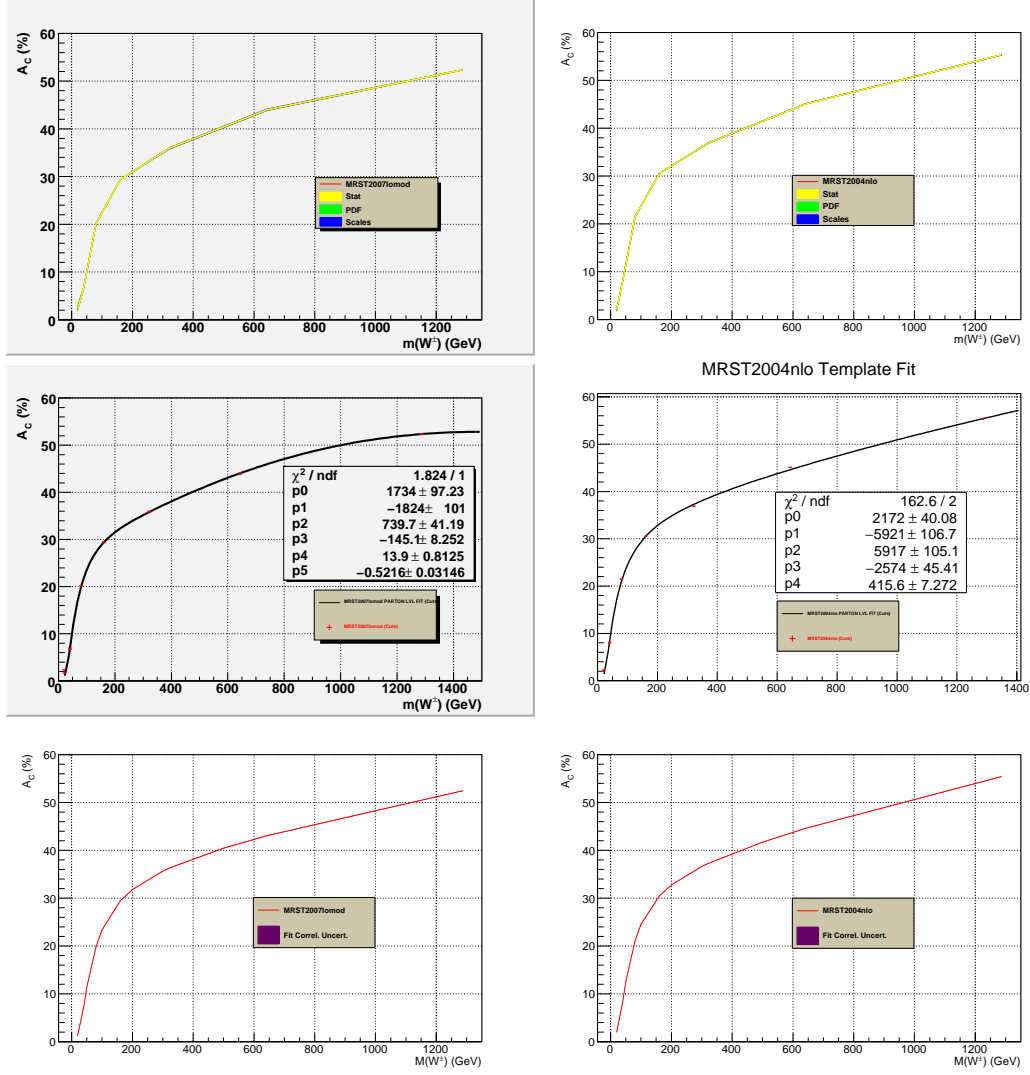 A_C (%)
60
50
40
30
20
10
0
MRST2007lomod
Stat
PDF
Scales
0 200 400 600 800 1000 1200
m(W±) (GeV)
A_C (%)
60
50
40
30
20
10
0
MRST2004nlo
Stat
PDF
Scales
0 200 400 600 800 1000 1200
m(W±) (GeV)
A_C (%)
60
50
40
30
20
10
0
χ² / ndf 1.824 / 1
p0 1734 ± 97.23
p1 −1824 ± 101
p2 739.7 ± 41.19
p3 −145.1 ± 8.252
p4 13.9 ± 0.8125
p5 −0.5216 ± 0.03146
MRST2007lomod PARTON LVL FIT (Cuts)
MRST2007lomod (Cuts)
0 200 400 600 800 1000 1200 1400
m(W±) (GeV)
MRST2004nlo Template Fit
60
50
40
30
20
10
0
χ² / ndf 162.6 / 2
p0 2172 ± 40.08
p1 −5921 ± 106.7
p2 5917 ± 105.1
p3 −2574 ± 45.41
p4 415.6 ± 7.272
MRST2004nlo PARTON LVL FIT (Cuts)
MRST2004nlo (Cuts)
0 200 400 600 800 1000 1200 1400
A_C (%)
60
50
40
30
20
10
0
MRST2007lomod
Fit Correl. Uncert.
0 200 400 600 800 1000 1200
M(W±) (GeV)
A_C (%)
60
50
40
30
20
10
0
MRST2004nlo
Fit Correl. Uncert.
0 200 400 600 800 1000 1200
M(W±) (GeV)